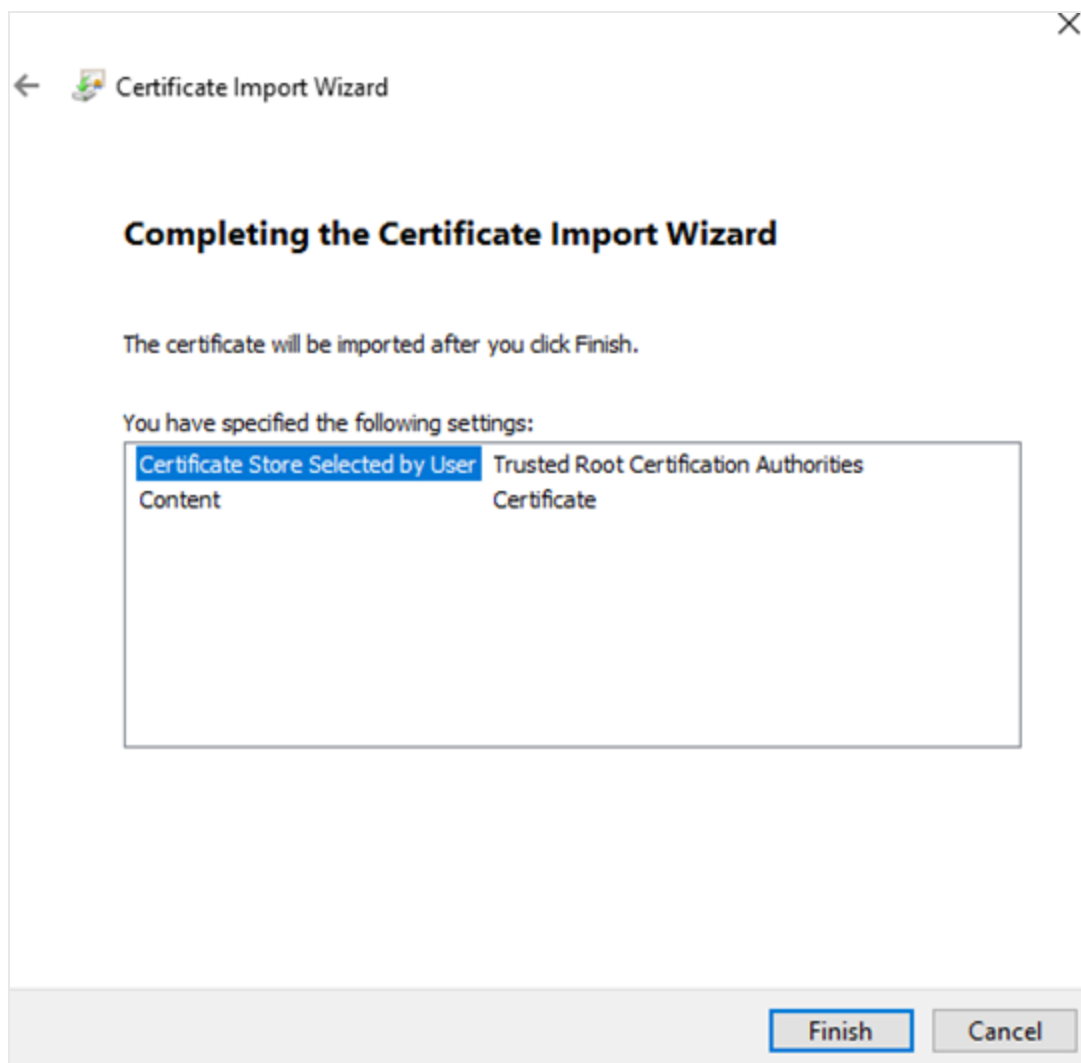 Certificate Import Wizard
Completing the Certificate Import Wizard
The certificate will be imported after you click Finish.
You have specified the following settings:
Certificate Store Selected by User Trusted Root Certification Authorities
Content Certificate
Finish Cancel